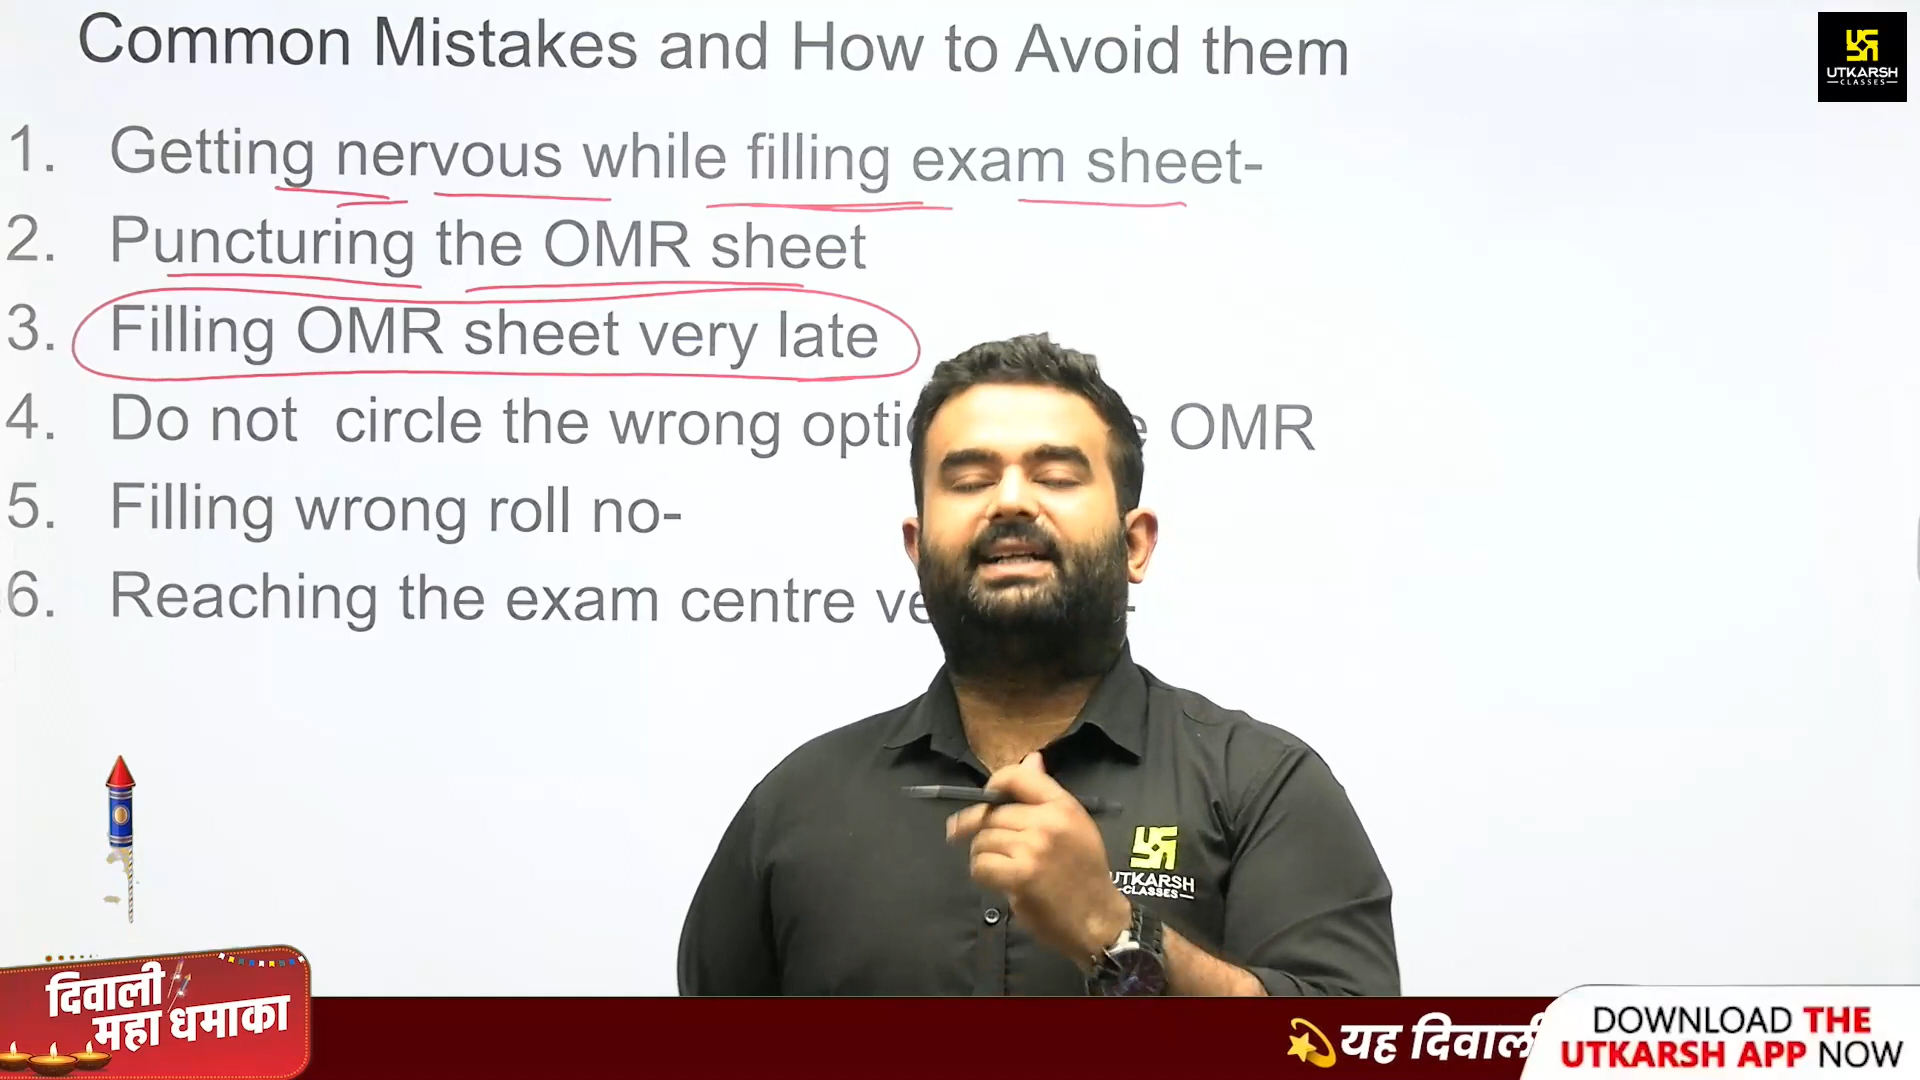 Common Mistakes and How to Avoid them
UTKARSH
CLASSES
1. Getting nervous while filling exam sheet-
2. Puncturing the OMR sheet
3. Filling OMR sheet very late
4. Do not circle the wrong OMR
5. Filling wrong roll no-
6. Reaching the exam centre
UTKARSH
CLASSES
दिवाली
महा धमाका
यह दिवाली
DOWNLOAD THE
UTKARSH APP NOW